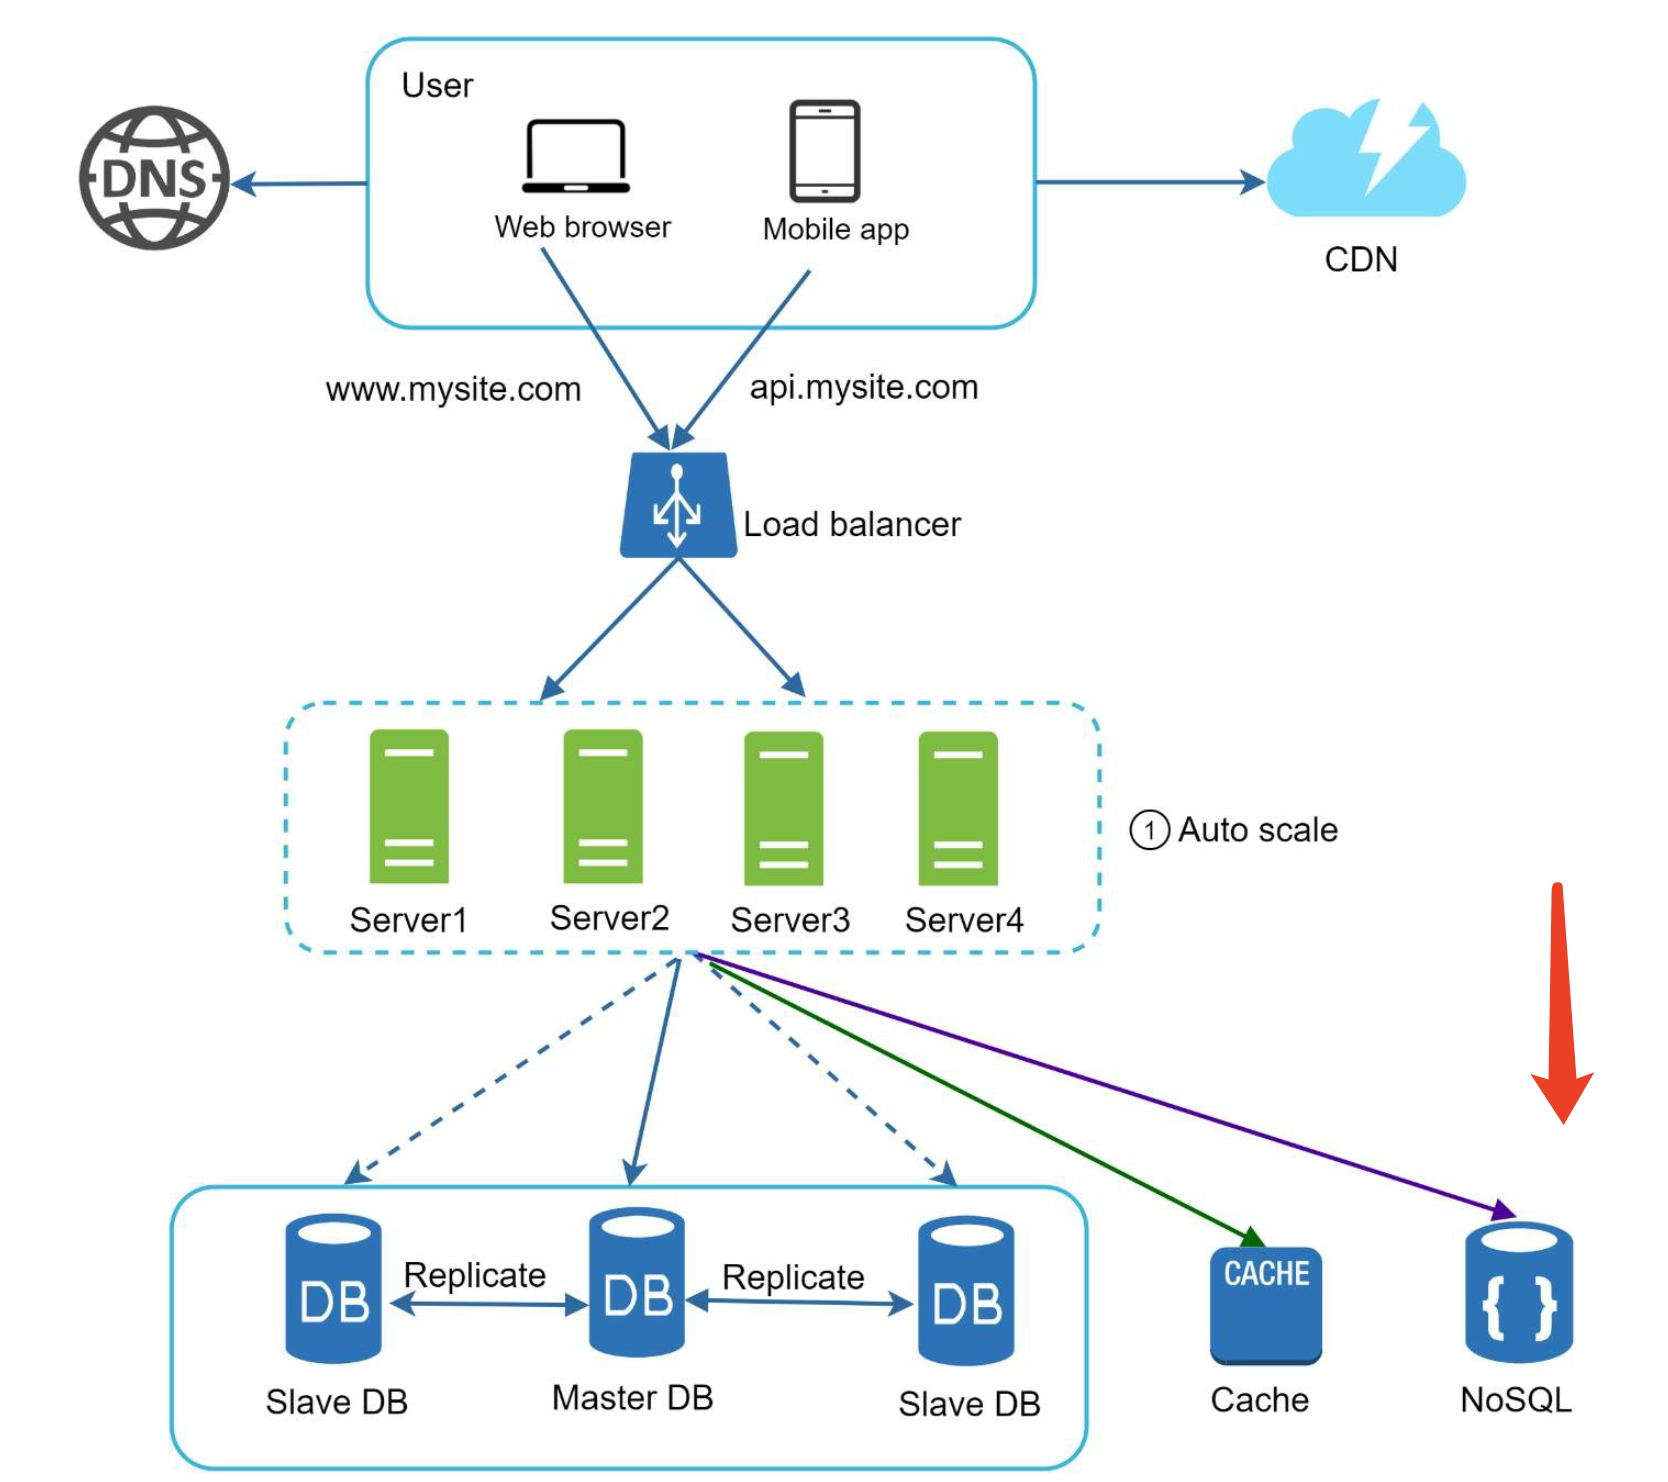 User
DNS
Web browser
Mobile app
CDN
www.mysite.com
api.mysite.com
Load balancer
1 Auto scale
Server1
Server2
Server3
Server4
Replicate
Replicate
DB
DB
DB
CACHE
{ }
Slave DB
Master DB
Slave DB
Cache
NoSQL